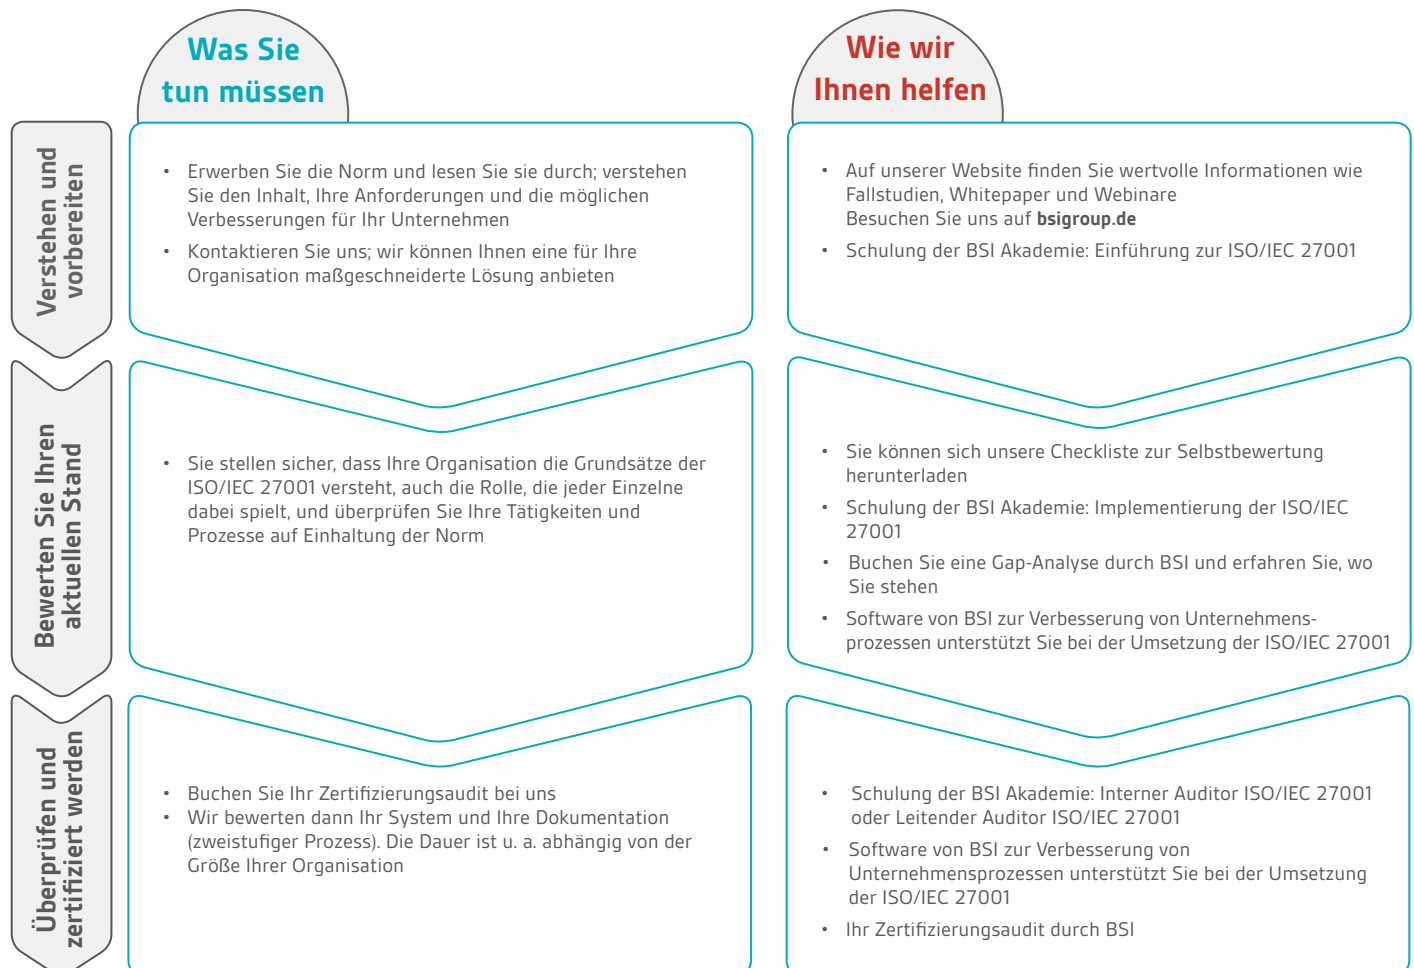 Was Sie
tun müssen
Wie wir
Ihnen helfen
Verstehen und
vorbereiten
• Erwerben Sie die Norm und lesen Sie sie durch; verstehen
Sie den Inhalt, Ihre Anforderungen und die möglichen
Verbesserungen für Ihr Unternehmen
• Kontaktieren Sie uns; wir können Ihnen eine für Ihre
Organisation maßgeschneiderte Lösung anbieten
• Auf unserer Website finden Sie wertvolle Informationen wie
Fallstudien, Whitepaper und Webinare
Besuchen Sie uns auf bsigroup.de
• Schulung der BSI Akademie: Einführung zur ISO/IEC 27001
Bewerten Sie Ihren
aktuellen Stand
• Sie stellen sicher, dass Ihre Organisation die Grundsätze der
ISO/IEC 27001 versteht, auch die Rolle, die jeder Einzelne
dabei spielt, und überprüfen Sie Ihre Tätigkeiten und
Prozesse auf Einhaltung der Norm
• Sie können sich unsere Checkliste zur Selbstbewertung
herunterladen
• Schulung der BSI Akademie: Implementierung der ISO/IEC
27001
• Buchen Sie eine Gap-Analyse durch BSI und erfahren Sie, wo
Sie stehen
• Software von BSI zur Verbesserung von Unternehmens-
prozessen unterstützt Sie bei der Umsetzung der ISO/IEC 27001
Überprüfen und
zertifiziert werden
• Buchen Sie Ihr Zertifizierungsaudit bei uns
• Wir bewerten dann Ihr System und Ihre Dokumentation
(zweistufiger Prozess). Die Dauer ist u. a. abhängig von der
Größe Ihrer Organisation
• Schulung der BSI Akademie: Interner Auditor ISO/IEC 27001
oder Leitender Auditor ISO/IEC 27001
• Software von BSI zur Verbesserung von
Unternehmensprozessen unterstützt Sie bei der Umsetzung
der ISO/IEC 27001
• Ihr Zertifizierungsaudit durch BSI